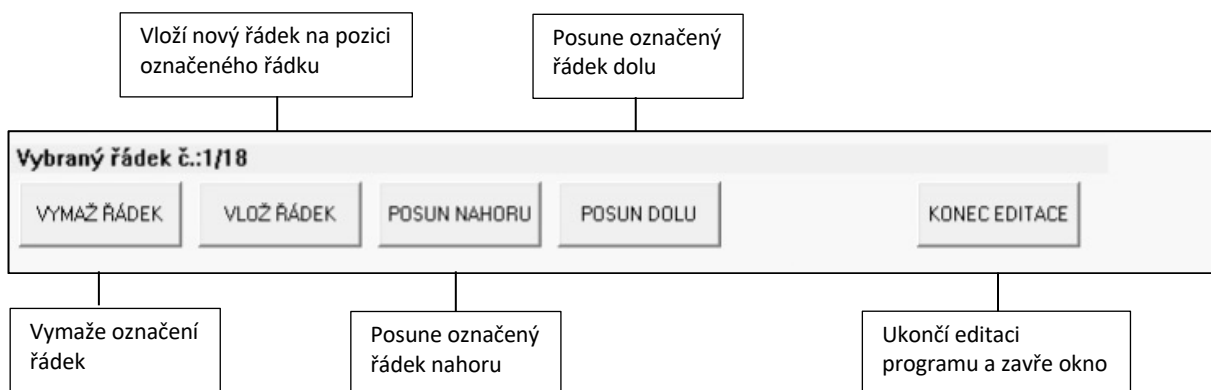 Vloží nový řádek na pozici
označeného řádku
Posune označený
řádek dolu
Vybraný řádek č.:1/18
VYMAŽ ŘÁDEK
VLOŽ ŘÁDEK
POSUN NAHORU
POSUN DOLU
KONEC EDITACE
Vymaže označení
řádek
Posune označený
řádek nahoru
Ukončí editaci
programu a zavře okno